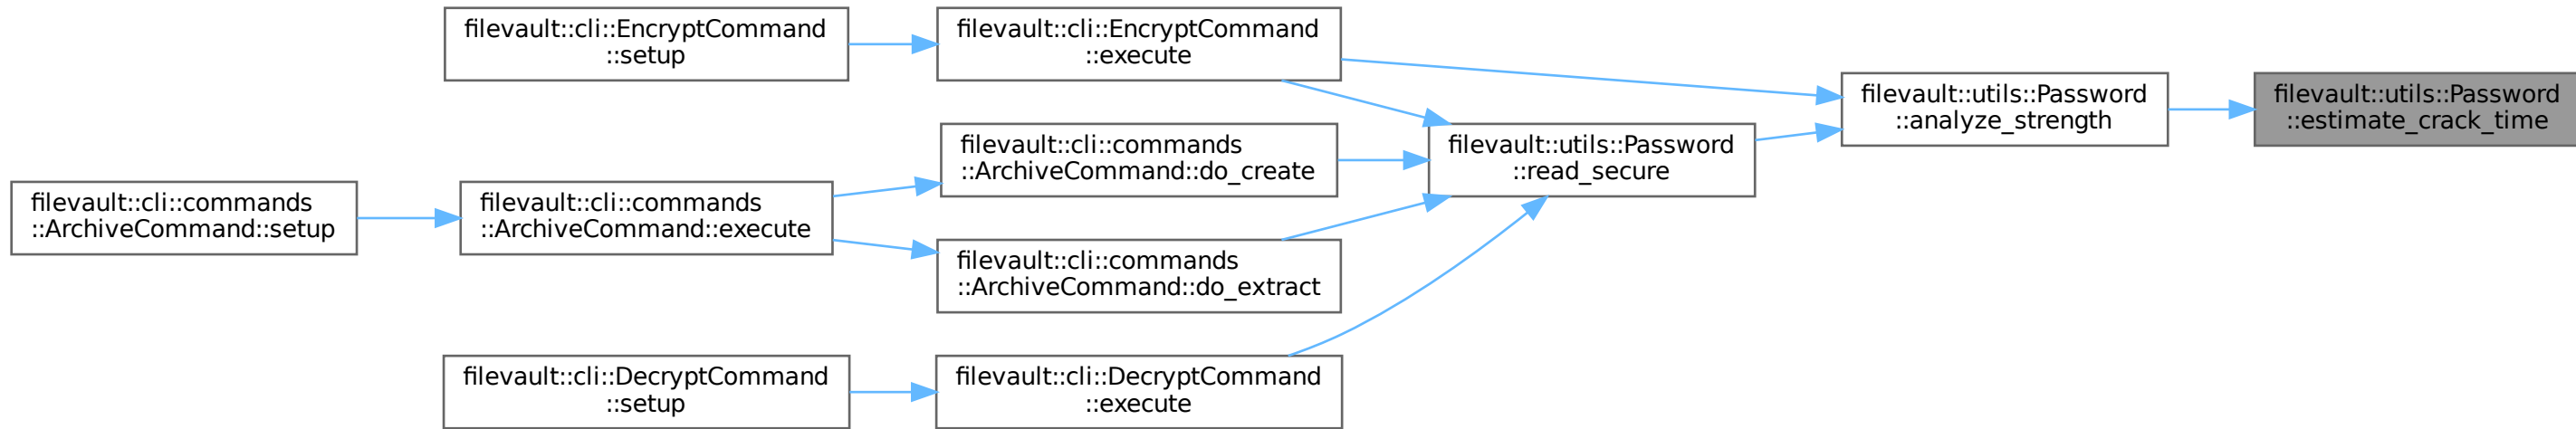 filevault::cli::EncryptCommand
::setup
filevault::cli::EncryptCommand
::execute
filevault::utils::Password
::analyze_strength
filevault::utils::Password
::estimate_crack_time
filevault::cli::commands
::ArchiveCommand::do_create
filevault::utils::Password
::read_secure
filevault::cli::commands
::ArchiveCommand::setup
filevault::cli::commands
::ArchiveCommand::execute
filevault::cli::commands
::ArchiveCommand::do_extract
filevault::cli::DecryptCommand
::setup
filevault::cli::DecryptCommand
::execute